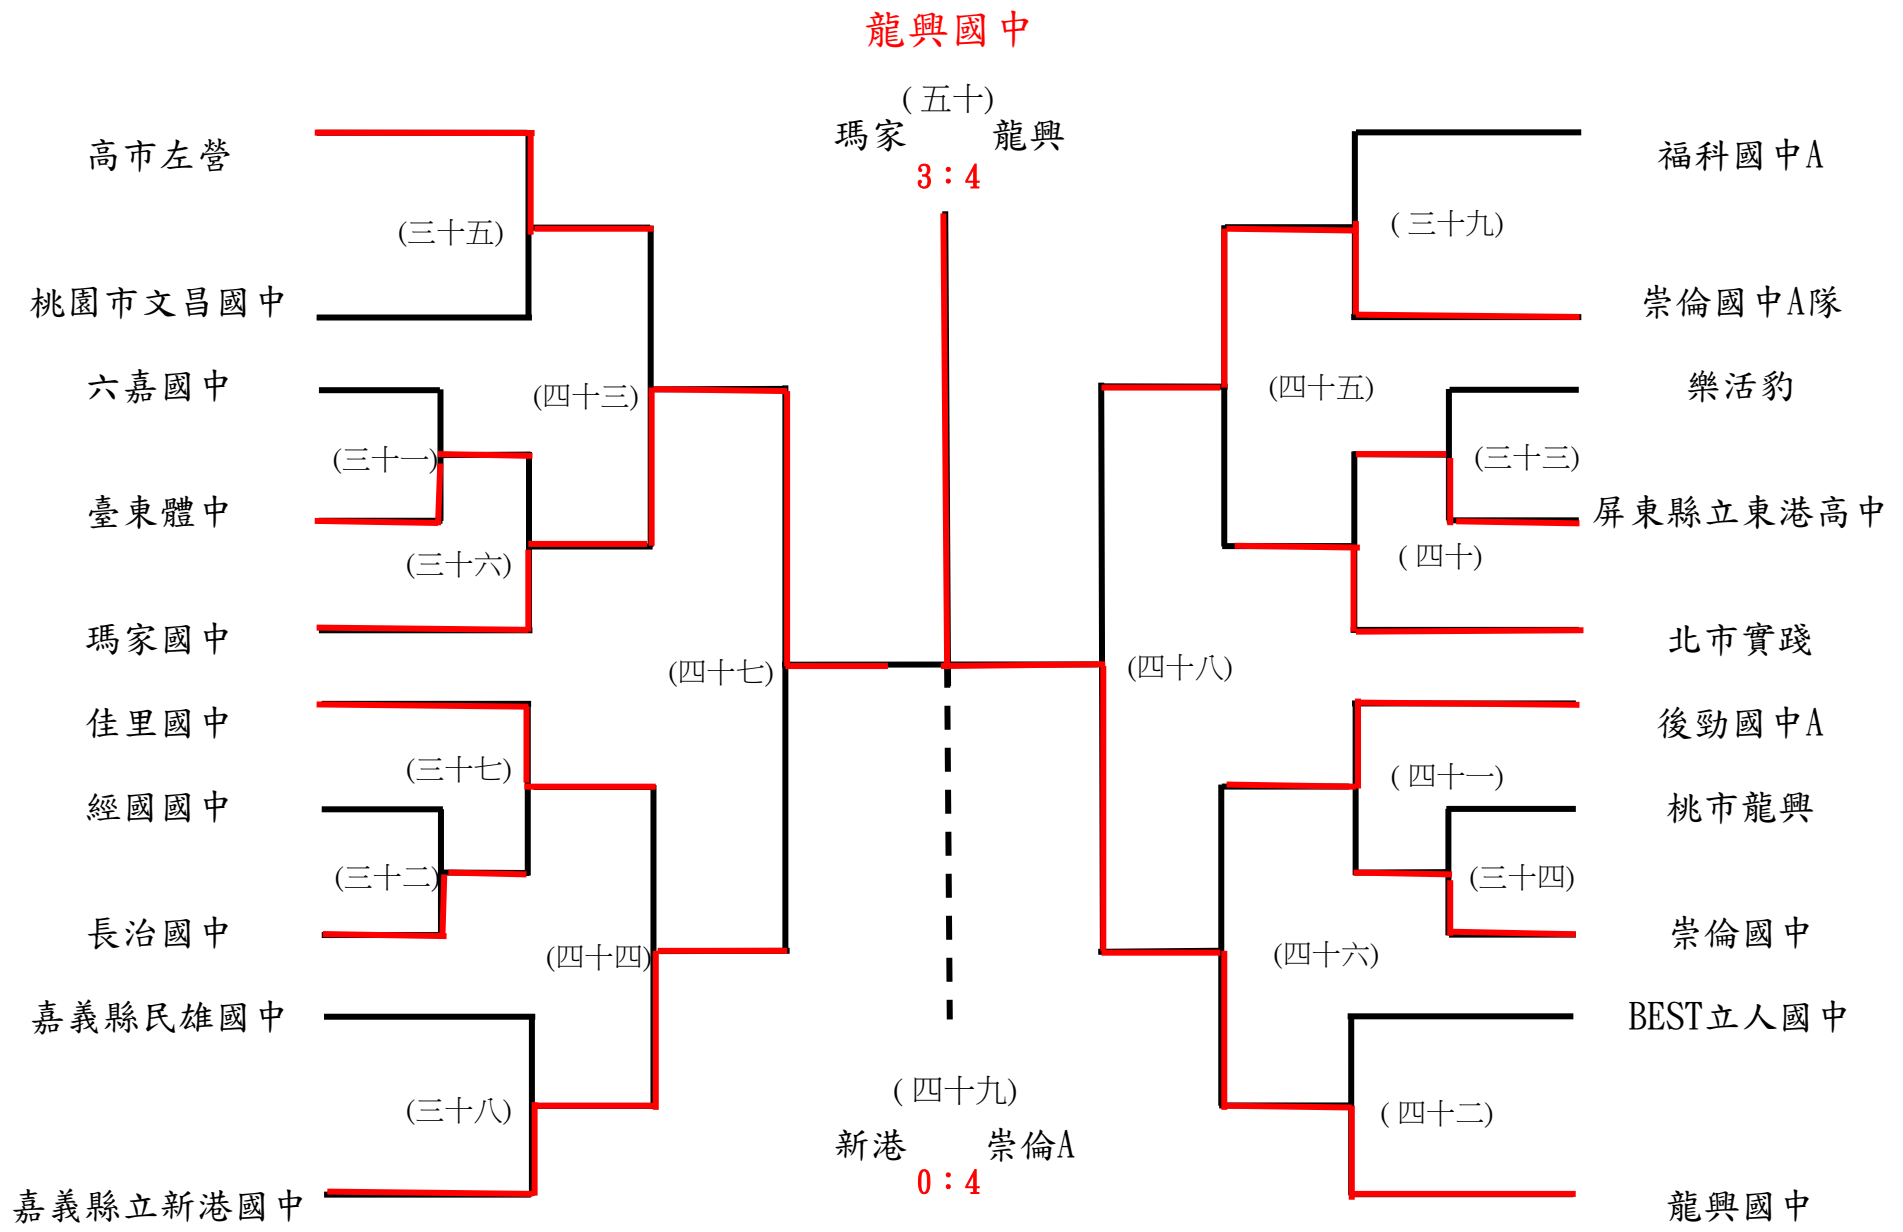 龍興國中
(五十)
瑪家 龍興
3：4
高市左營
福科國中A
(三十五)
(三十九)
桃園市文昌國中
崇倫國中A隊
六嘉國中
(四十三)
(四十五)
樂活豹
(三十一)
(三十三)
臺東體中
屏東縣立東港高中
(三十六)
(四十)
瑪家國中
北市實踐
(四十七)
(四十八)
佳里國中
後勁國中A
(三十七)
(四十一)
經國國中
桃市龍興
(三十二)
(三十四)
長治國中
崇倫國中
(四十四)
(四十六)
嘉義縣民雄國中
BEST立人國中
(四十九)
(三十八)
(四十二)
新港 崇倫A
0：4
嘉義縣立新港國中
龍興國中